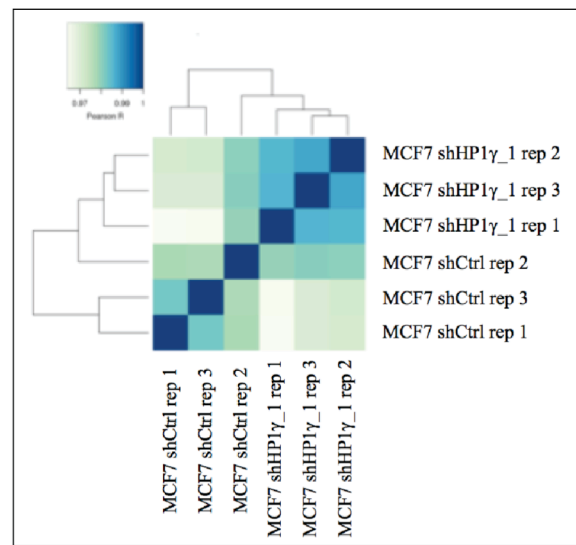 0.97 0.99 1
Pearson R
MCF7 shHP1γ_1 rep 2
MCF7 shHP1γ_1 rep 3
MCF7 shHP1γ_1 rep 1
MCF7 shCtrl rep 2
MCF7 shCtrl rep 3
MCF7 shCtrl rep 1
MCF7 shCtrl rep 1
MCF7 shCtrl rep 3
MCF7 shCtrl rep 2
MCF7 shHP1γ_1 rep 1
MCF7 shHP1γ_1 rep 3
MCF7 shHP1γ_1 rep 2